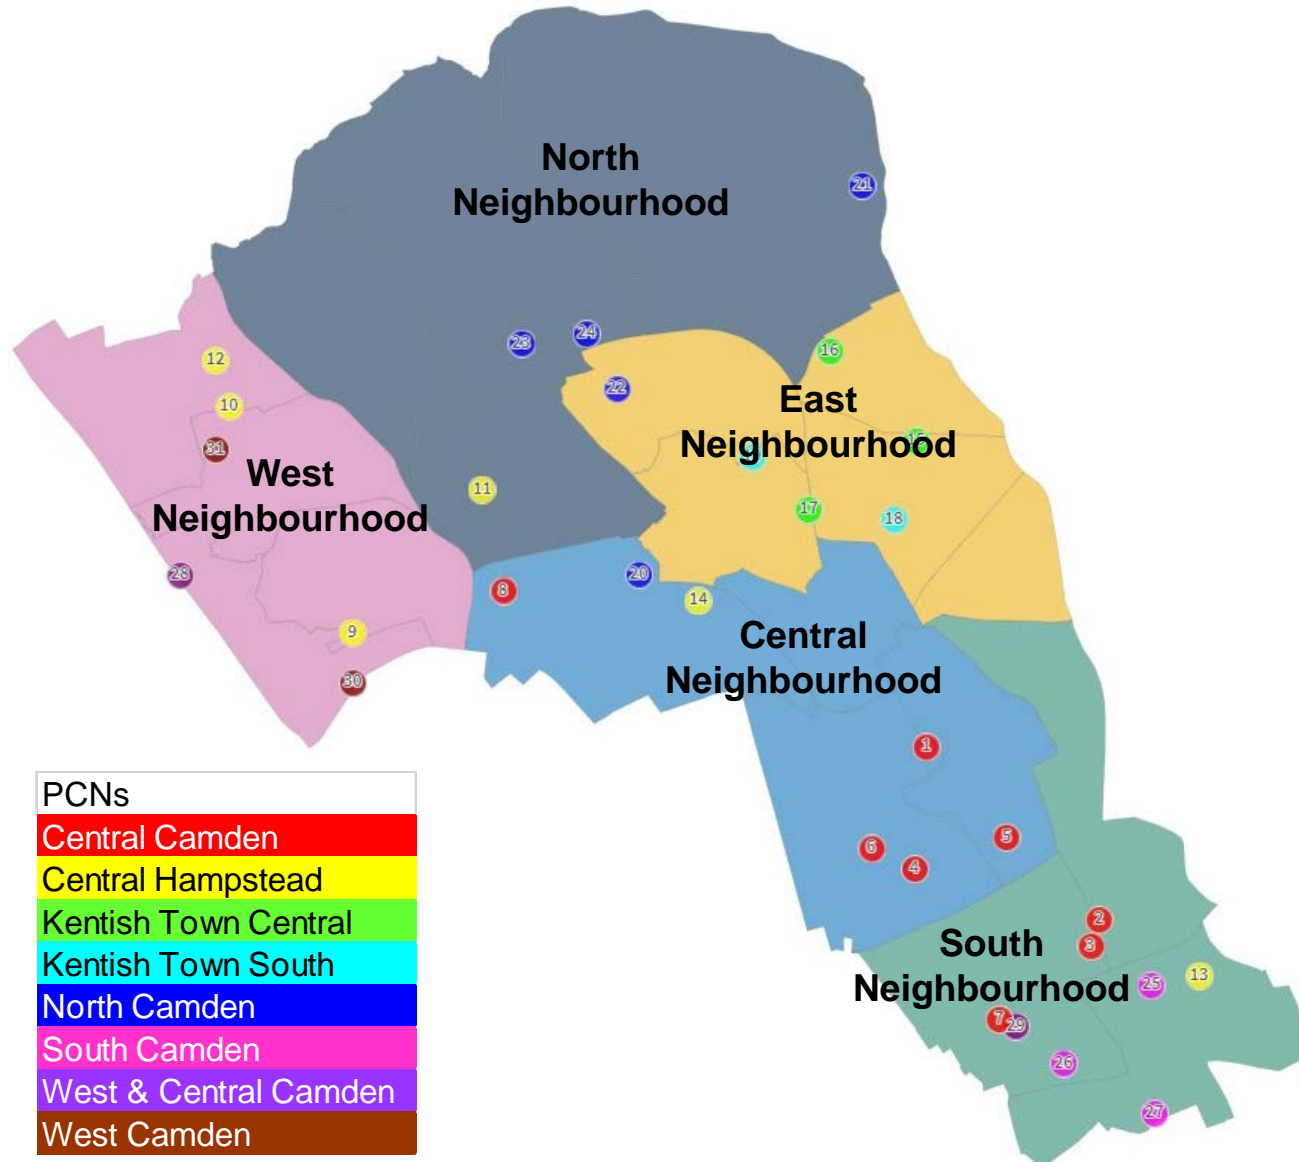 North
Neighbourhood
21
24
23
16
12
22
East
Neighbourhood
10
31
West
Neighbourhood
11
17
18
28
20
8
14
9
Central
Neighbourhood
30
1
5
6
4
2
South
Neighbourhood
3
13
25
7
29
26
27
PCNs
Central Camden
Central Hampstead
Kentish Town Central
Kentish Town South
North Camden
South Camden
West & Central Camden
West Camden